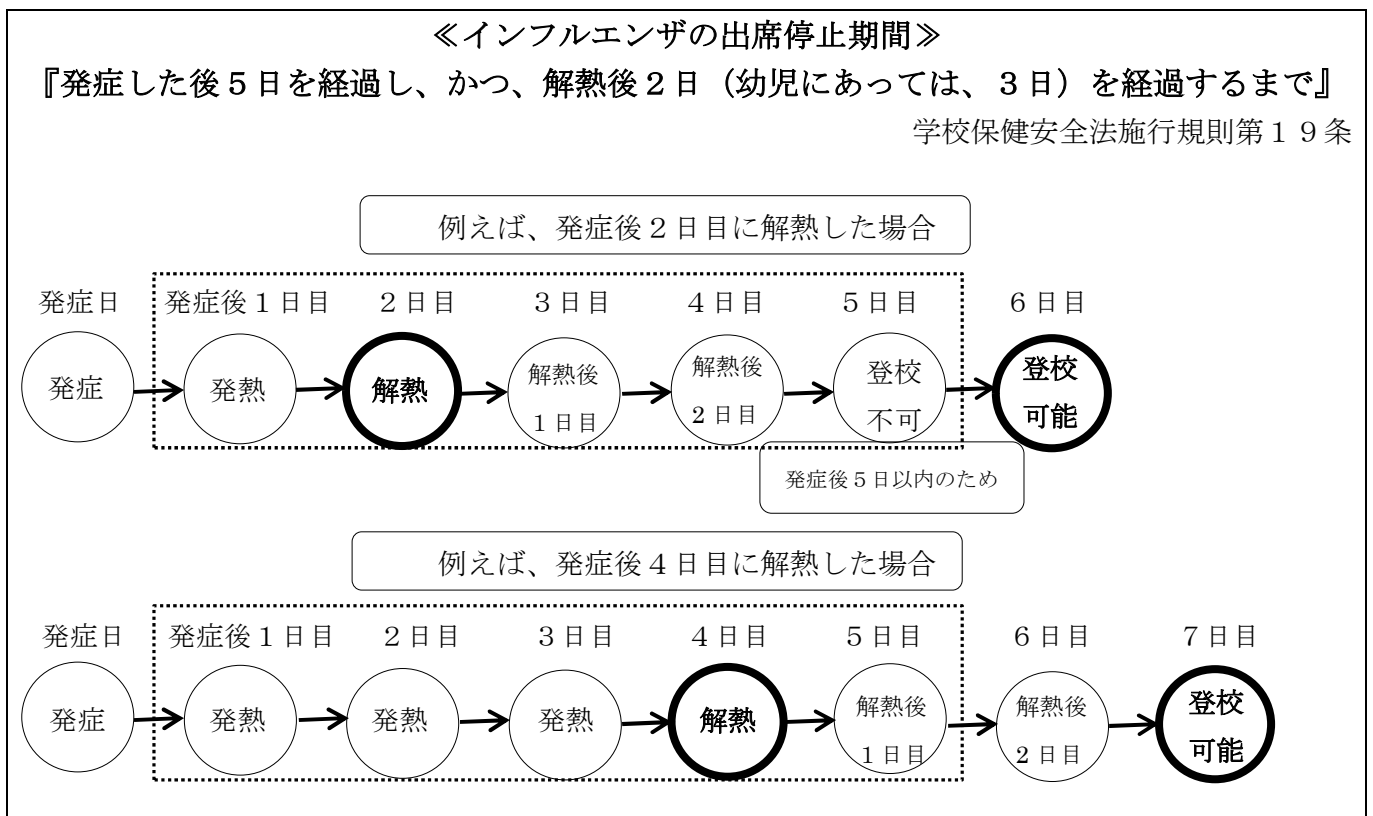 ≪インフルエンザの出席停止期間≫
『発症した後５日を経過し、かつ、解熱後２日（幼児にあっては、３日）を経過するまで』
学校保健安全法施行規則第１９条
例えば、発症後２日目に解熱した場合
発症日 発症後１日目 ２日目 ３日目 ４日目 ５日目 ６日目
発症 発熱 解熱 解熱後１日目 解熱後２日目 登校不可 登校可能
発症後５日以内のため
例えば、発症後４日目に解熱した場合
発症日 発症後１日目 ２日目 ３日目 ４日目 ５日目 ６日目 ７日目
発症 発熱 発熱 発熱 解熱 解熱後１日目 解熱後２日目 登校可能